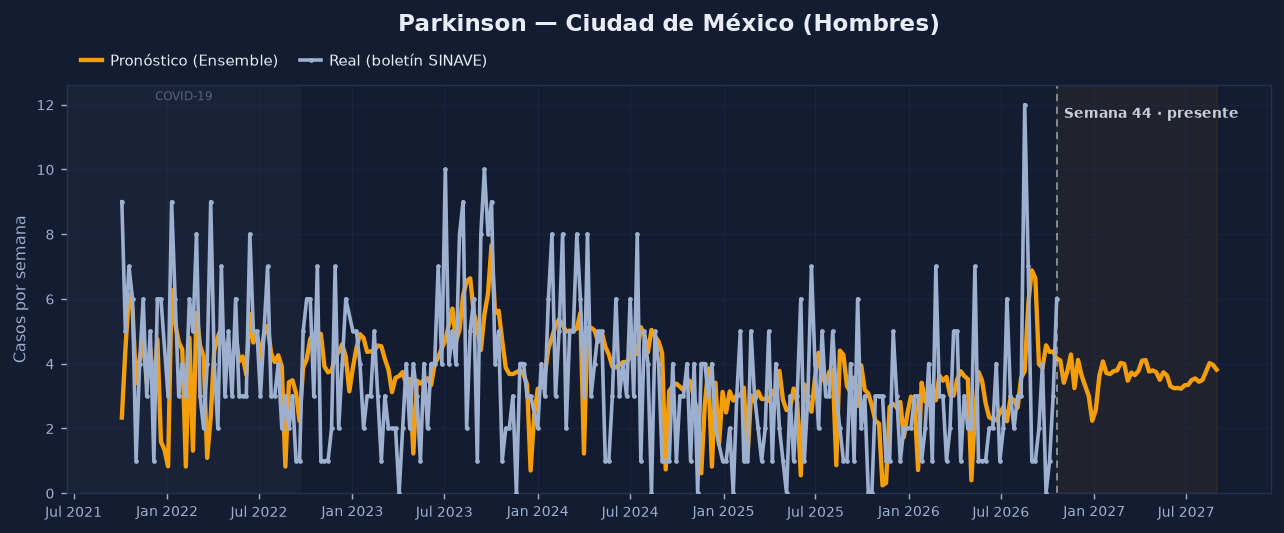 Parkinson — Ciudad de México (Hombres)
Pronóstico (Ensemble)
Real (boletín SINAVE)
COVID-19
Semana 44 · presente
Casos por semana
12
10
8
6
4
2
0
Jul 2021
Jan 2022
Jul 2022
Jan 2023
Jul 2023
Jan 2024
Jul 2024
Jan 2025
Jul 2025
Jan 2026
Jul 2026
Jan 2027
Jul 2027